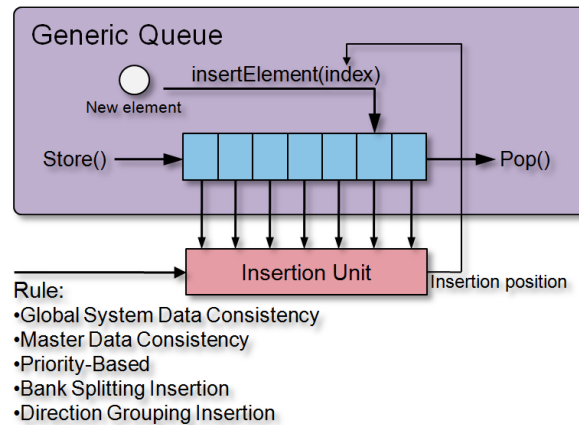 Generic Queue
insertElement(index)
New element
Store()
Pop()
Insertion Unit
Insertion position
Rule:
•Global System Data Consistency
•Master Data Consistency
•Priority-Based
•Bank Splitting Insertion
•Direction Grouping Insertion